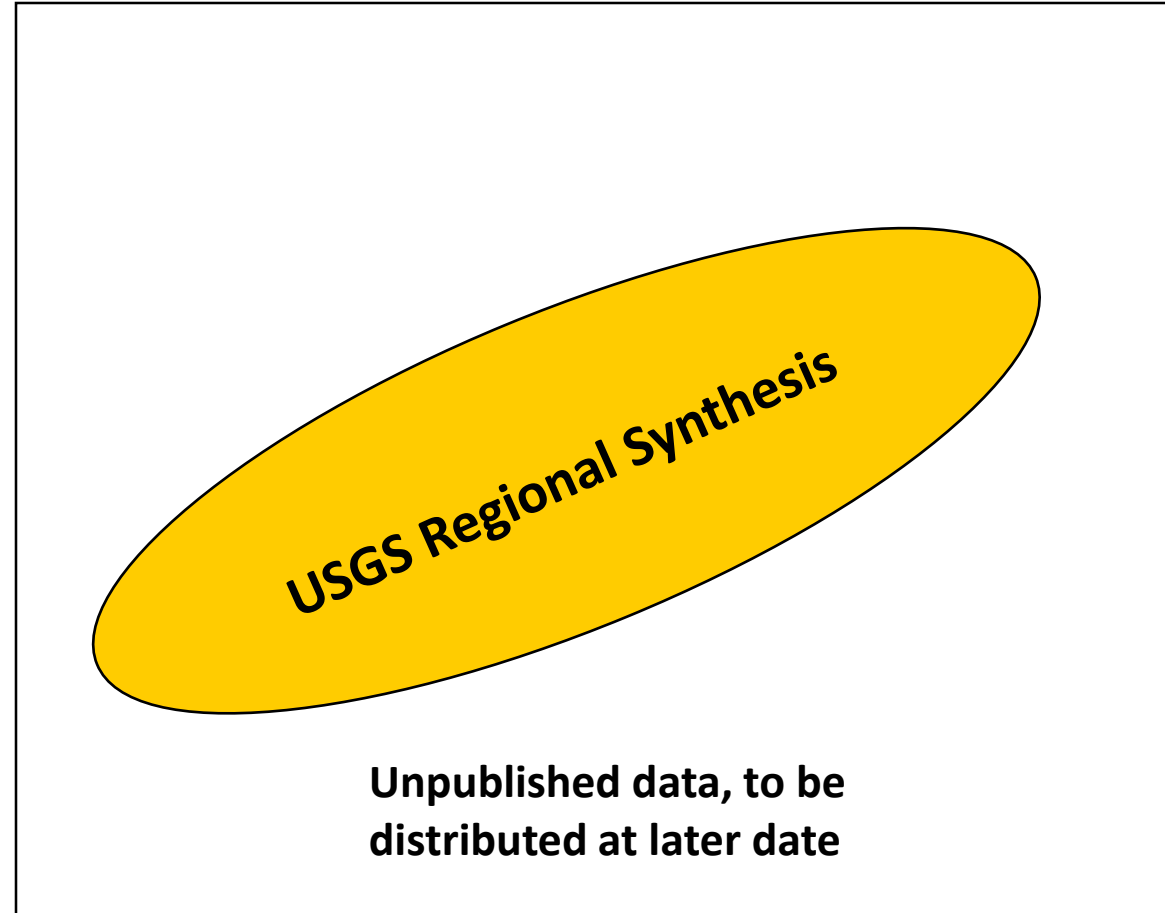 USGS Regional Synthesis
Unpublished data, to be
distributed at later date